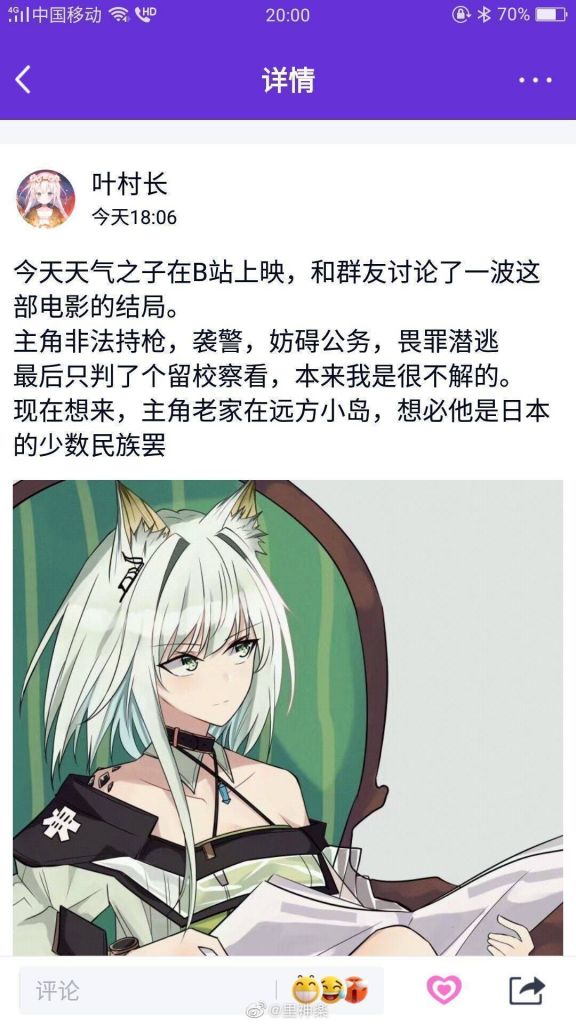 4G 中国移动 HD 20:00 70%
详情
叶村长
今天18:06
今天天气之子在B站上映，和群友讨论了一波这
部电影的结局。
主角非法持枪，袭警，妨碍公务，畏罪潜逃
最后只判了个留校察看，本来我是很不解的。
现在想来，主角老家在远方小岛，想必他是日本
的少数民族罢
评论
@里神楽